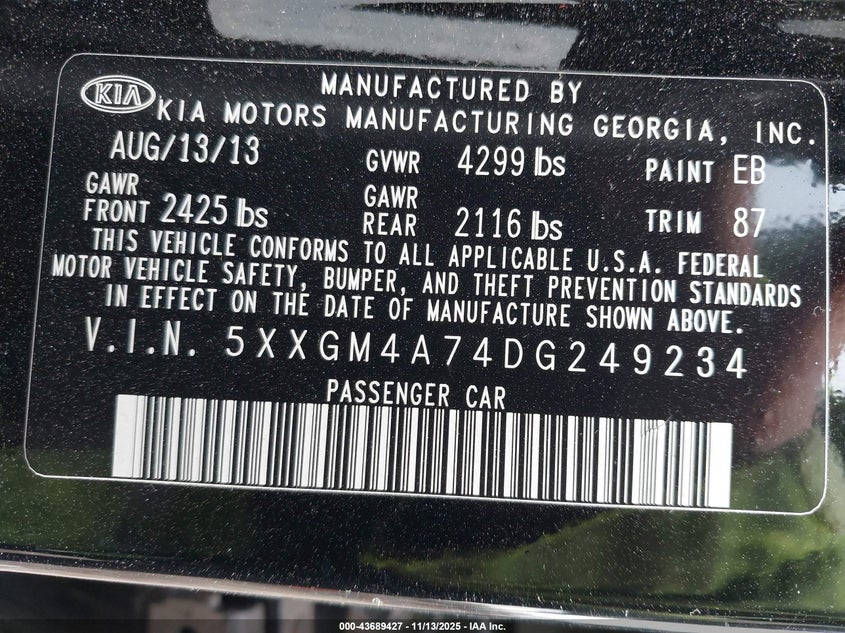 MANUFACTURED BY
KIA KIA MOTORS MANUFACTURING GEORGIA, INC.
AUG/13/13 GVWR 4299 lbs PAINT EB
GAWR FRONT 2425 lbs GAWR REAR 2116 lbs TRIM 87
THIS VEHICLE CONFORMS TO ALL APPLICABLE U.S.A. FEDERAL
MOTOR VEHICLE SAFETY, BUMPER, AND THEFT PREVENTION STANDARDS
IN EFFECT ON THE DATE OF MANUFACTURE SHOWN ABOVE.
V.I.N. 5XXGM4A74DG249234
PASSENGER CAR
000-43689427 - 11/13/2025 - IAA Inc.